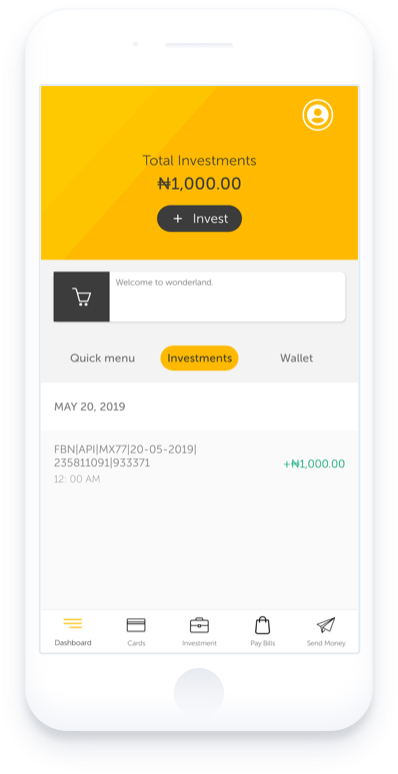 Total Investments
₦1,000.00
+ Invest
Welcome to wonderland.
Quick menu
Investments
Wallet
MAY 20, 2019
FBN|API|MX77|20-05-2019|
235811091|933371
+₦1,000.00
12: 00 AM
Dashboard
Cards
Investment
Pay Bills
Send Money